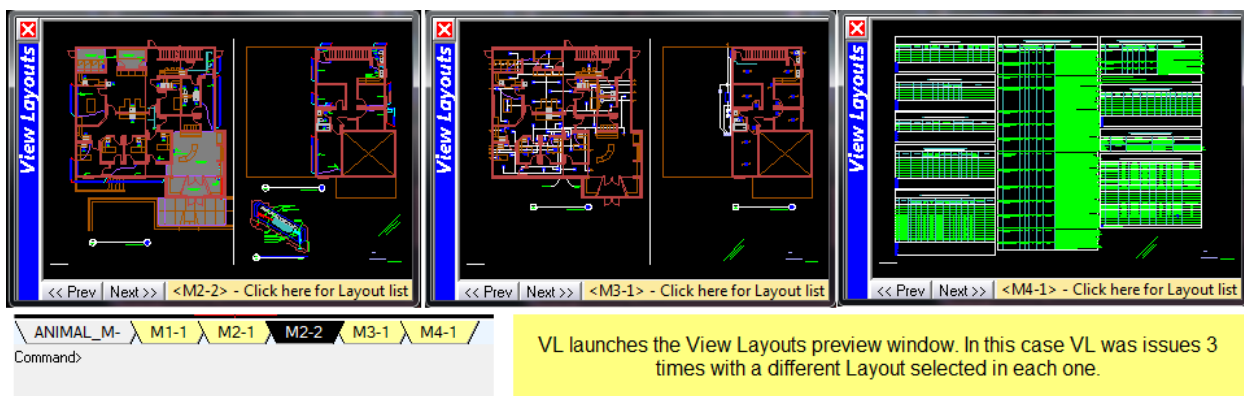 View Layouts
<< Prev Next >> <M2-2> - Click here for Layout list
View Layouts
<< Prev Next >> <M3-1> - Click here for Layout list
View Layouts
<< Prev Next >> <M4-1> - Click here for Layout list
ANIMAL_M- M1-1 M2-1 M2-2 M3-1 M4-1
Command>
VL launches the View Layouts preview window. In this case VL was issues 3
times with a different Layout selected in each one.